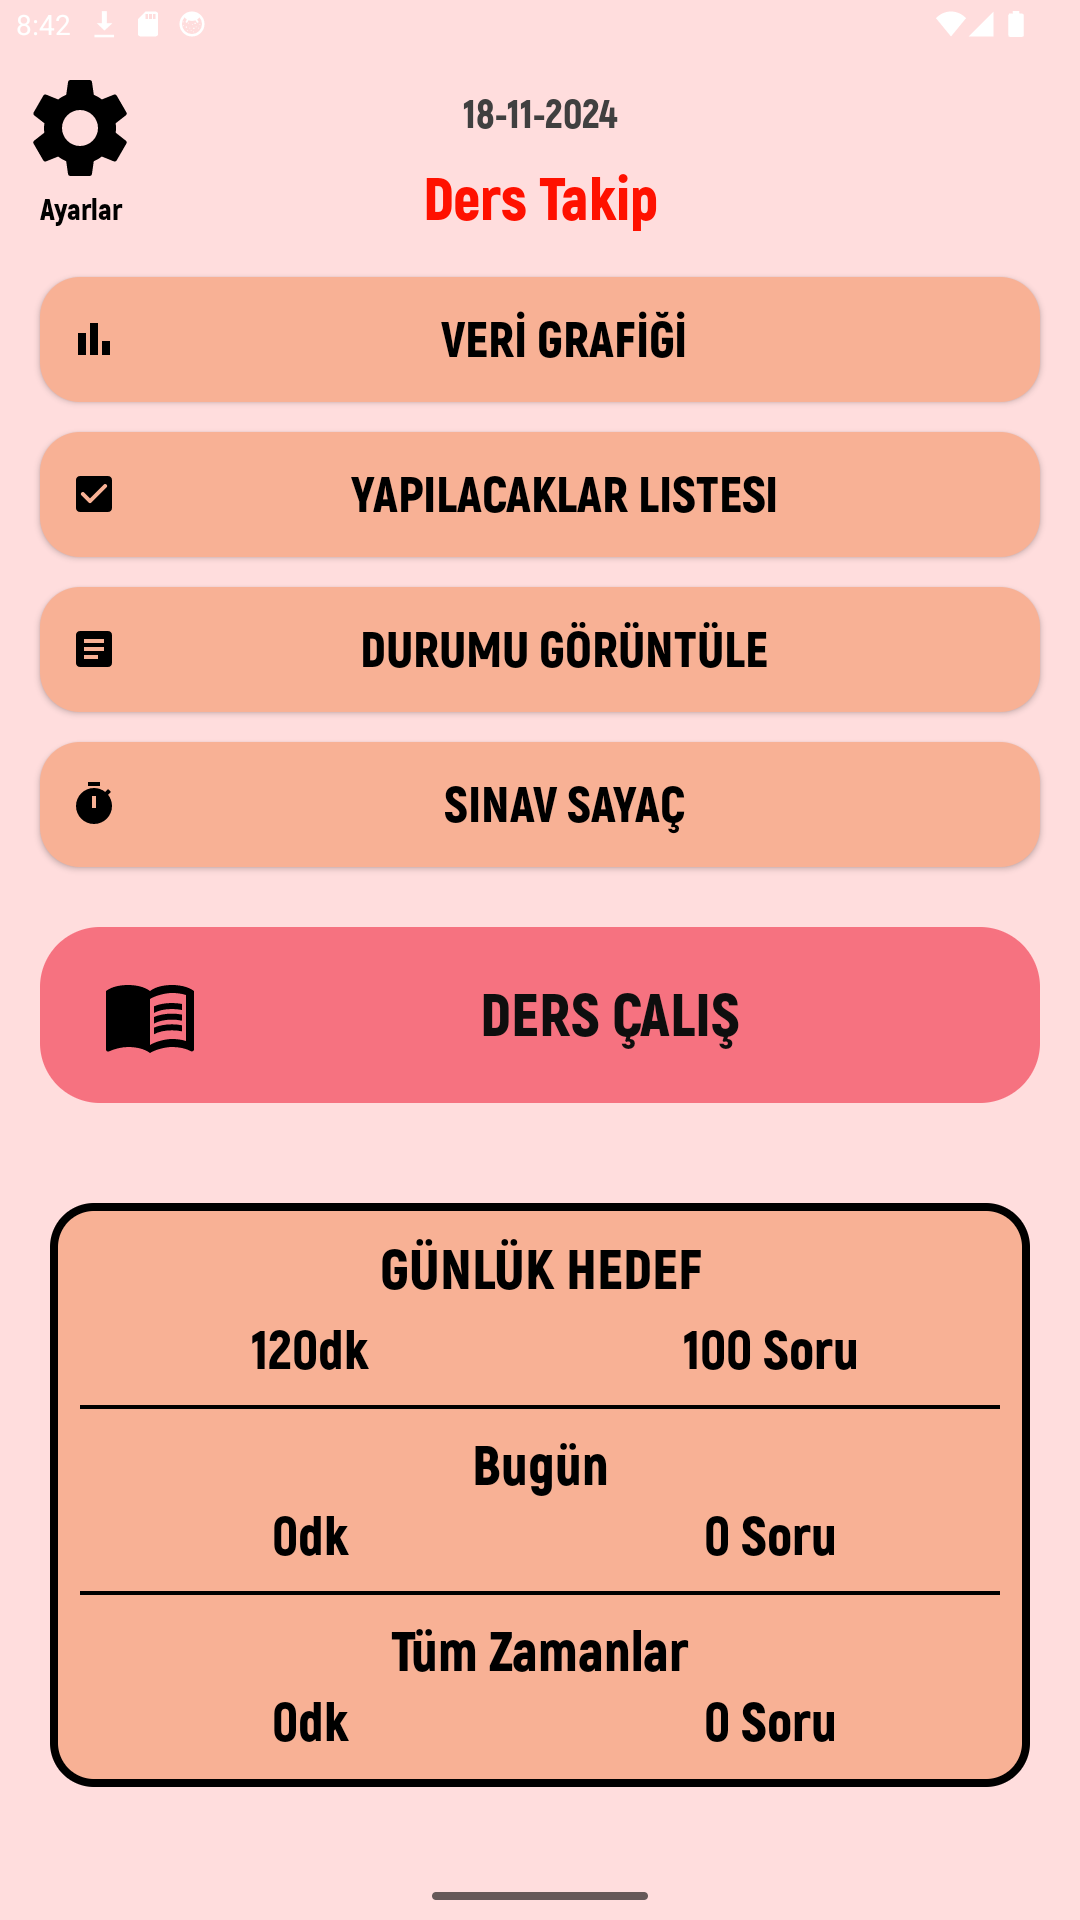 8:42
18-11-2024
Ders Takip
Ayarlar
VERİ GRAFİĞİ
YAPILACAKLAR LISTESI
DURUMU GÖRÜNTÜLE
SINAV SAYAÇ
DERS ÇALIŞ
GÜNLÜK HEDEF
120dk 100 Soru
Bugün
0dk 0 Soru
Tüm Zamanlar
0dk 0 Soru